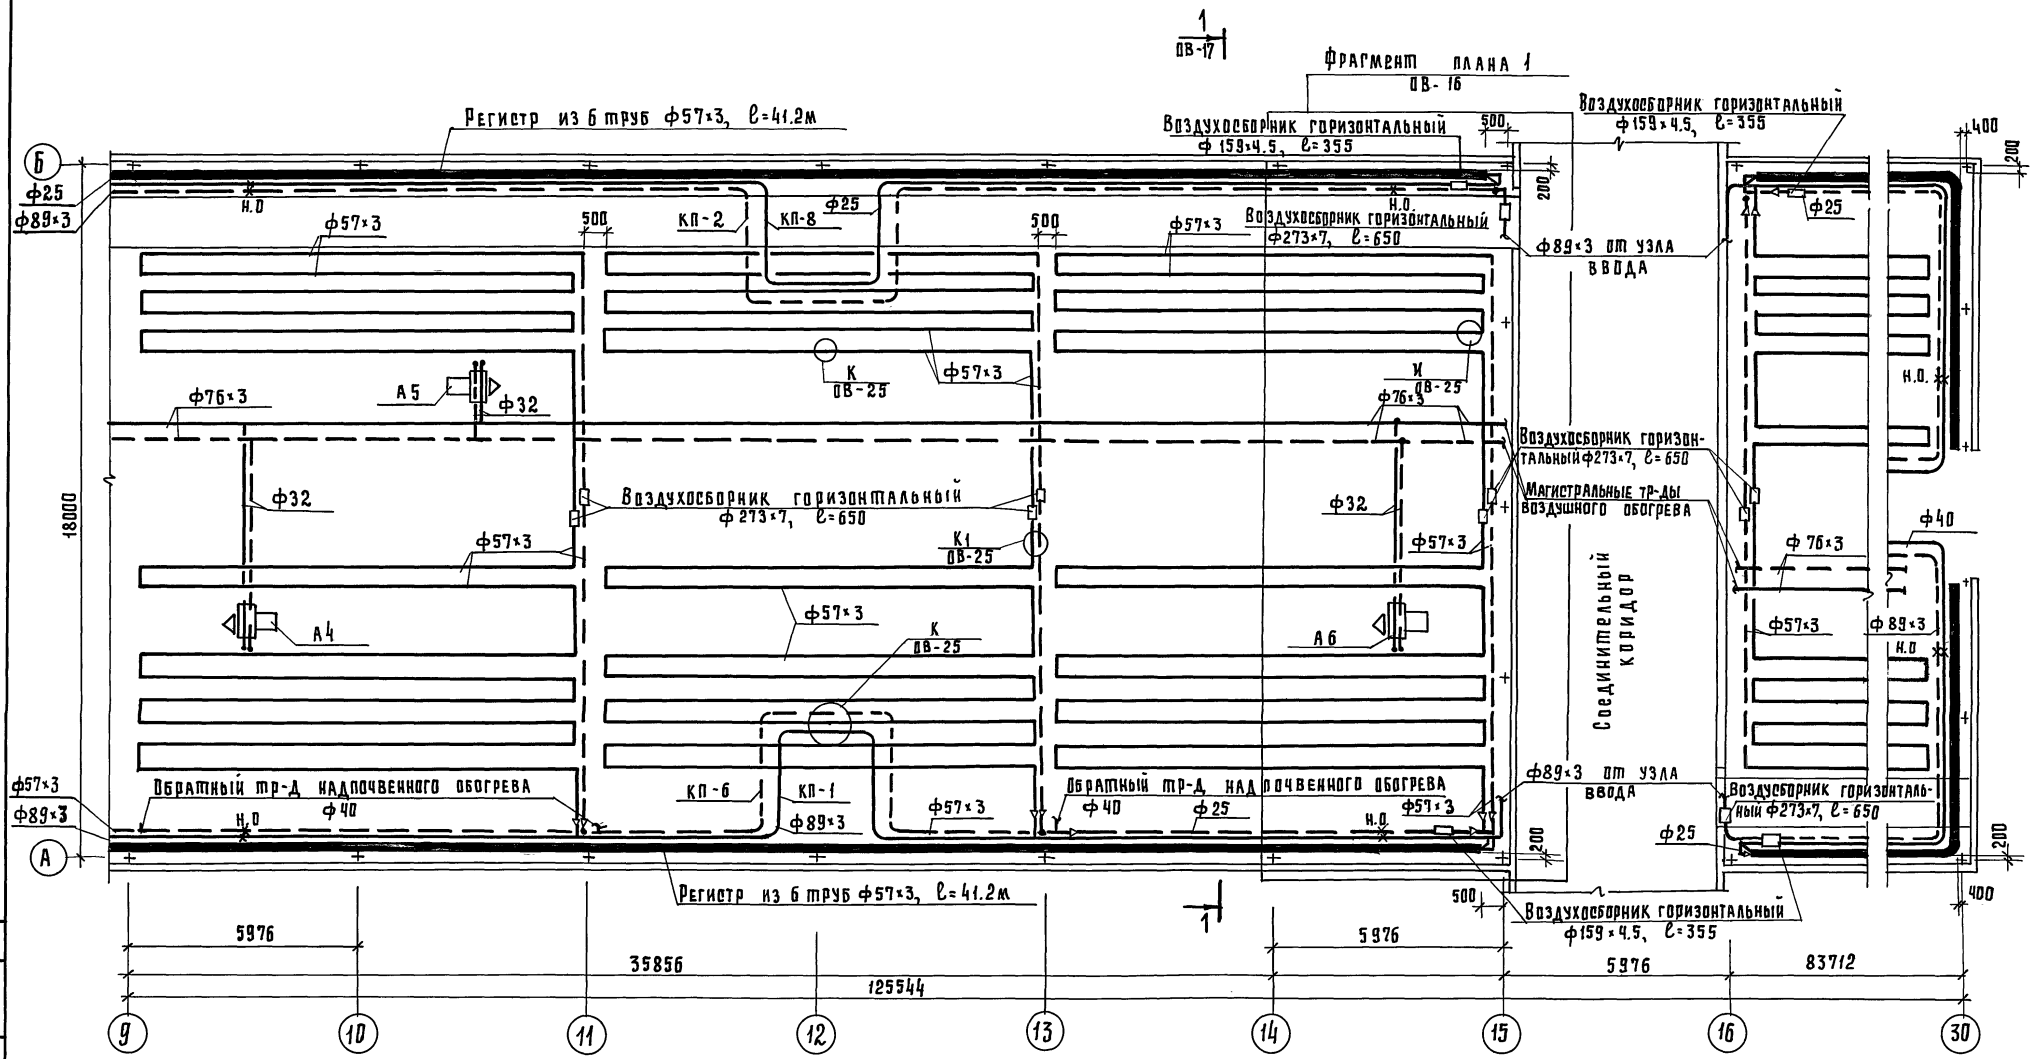 1
ОВ-17
Фрагмент плана 1
ОВ-16
Регистр из 6 труб ф57×3, ℓ=41.2м
Воздухосборник горизонтальный
ф 159×4.5, ℓ=355
500
Воздухосборник горизонтальный
ф159×4.5, ℓ=355
400
200
Б
ф25
ф89×3
Н.О
ф57×3
500
КП-2
КП-8
ф25
500
ф57×3
Н.О.
200
Воздухосборник горизонтальный
ф273×7, ℓ=650
ф89×3 от узла
ввода
ф25
ф76×3
А5
ф32
К
ОВ-25
ф57×3
И
ОВ-25
ф76×3
Н.О.
18000
ф32
Воздухосборник горизонтальный
ф273×7, ℓ=650
ф32
Воздухосборник горизон-
тальный ф273×7, ℓ=650
Магистральные тр-ды
воздушного обогрева
ф57×3
К1
ОВ-25
ф57×3
ф40
ф76×3
Соединительный
коридор
А4
ф57×3
К
ОВ-25
А6
ф57×3
ф89×3
Н.О
ф57×3
ф89×3
Обратный тр-д надпочвенного обогрева
ф40
Н.О
КП-6
КП-1
ф89×3
ф57×3
Обратный тр-д надпочвенного обогрева
ф40
ф25
ф57×3
Н.О
ф89×3 от узла
ввода
Воздусборник горизонталь-
ный ф273×7, ℓ=650
ф25
200
200
А
Регистр из 6 труб ф57×3, ℓ=41.2м
1
500
Воздухосборник горизонтальный
ф159×4.5, ℓ=355
400
5976
5976
35856
5976
83712
125544
9
10
11
12
13
14
15
16
30